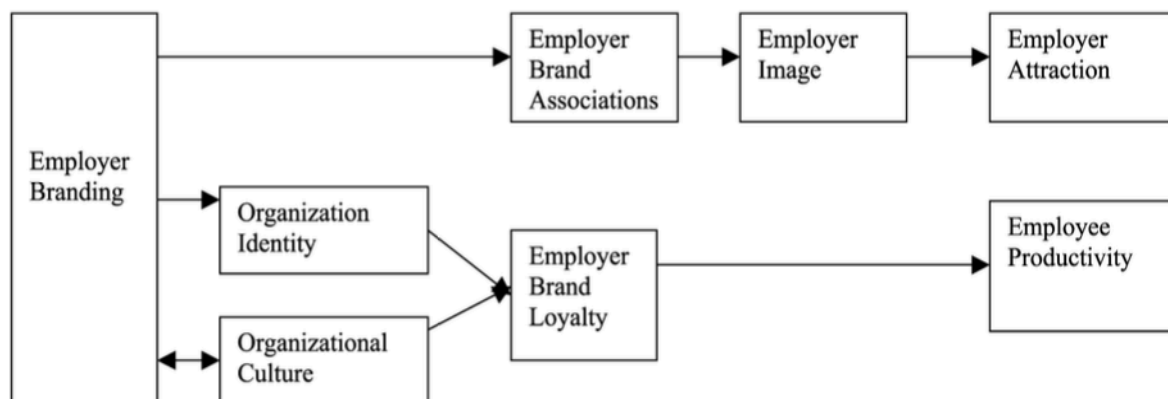 Employer
Branding
Employer
Brand
Associations
Employer
Image
Employer
Attraction
Organization
Identity
Employer
Brand
Loyalty
Employee
Productivity
Organizational
Culture